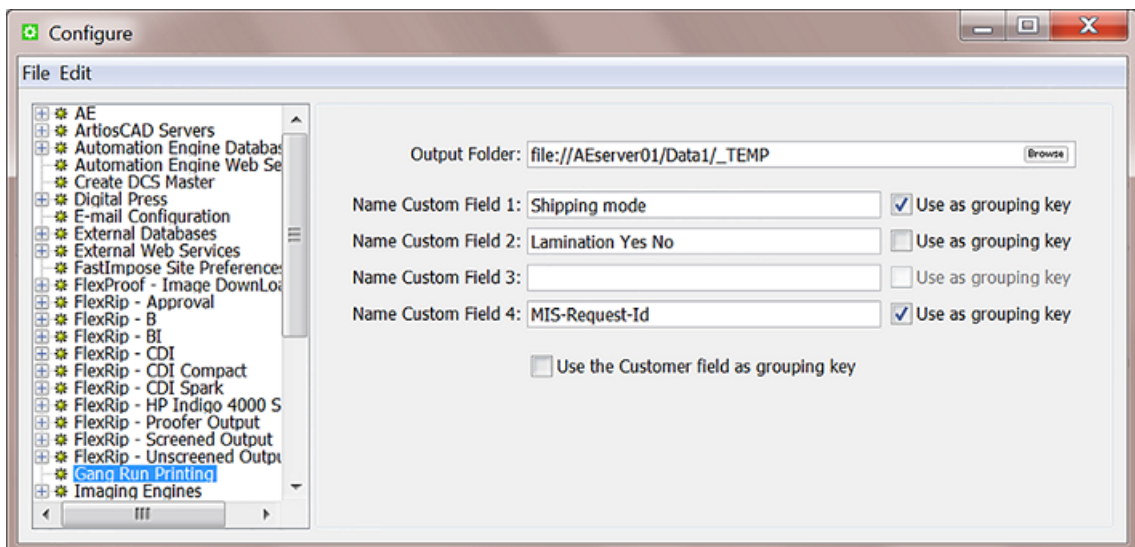 Configure
File Edit
AE
ArtiosCAD Servers
Automation Engine Databas
Automation Engine Web Se
Create DCS Master
Digital Press
E-mail Configuration
External Databases
External Web Services
FastImpose Site Preferences
FlexProof - Image DownLoa
FlexRip - Approval
FlexRip - B
FlexRip - BI
FlexRip - CDI
FlexRip - CDI Compact
FlexRip - CDI Spark
FlexRip - HP Indigo 4000 S
FlexRip - Proofer Output
FlexRip - Screened Output
FlexRip - Unscreened Outpu
Gang Run Printing
Imaging Engines
Output Folder: file://AEserver01/Data1/_TEMP Browse
Name Custom Field 1: Shipping mode Use as grouping key
Name Custom Field 2: Lamination Yes No Use as grouping key
Name Custom Field 3: Use as grouping key
Name Custom Field 4: MIS-Request-Id Use as grouping key
Use the Customer field as grouping key